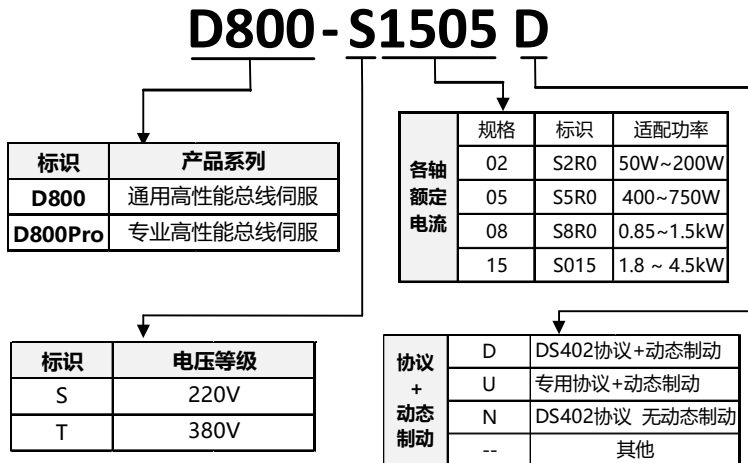 D800-S1505 D
标识 产品系列
D800 通用高性能总线伺服
D800Pro 专业高性能总线伺服
各轴额定电流
规格 标识 适配功率
02 S2R0 50W~200W
05 S5R0 400~750W
08 S8R0 0.85~1.5kW
15 S015 1.8 ~ 4.5kW
标识 电压等级
S 220V
T 380V
协议+动态制动
D DS402协议+动态制动
U 专用协议+动态制动
N DS402协议 无动态制动
-- 其他